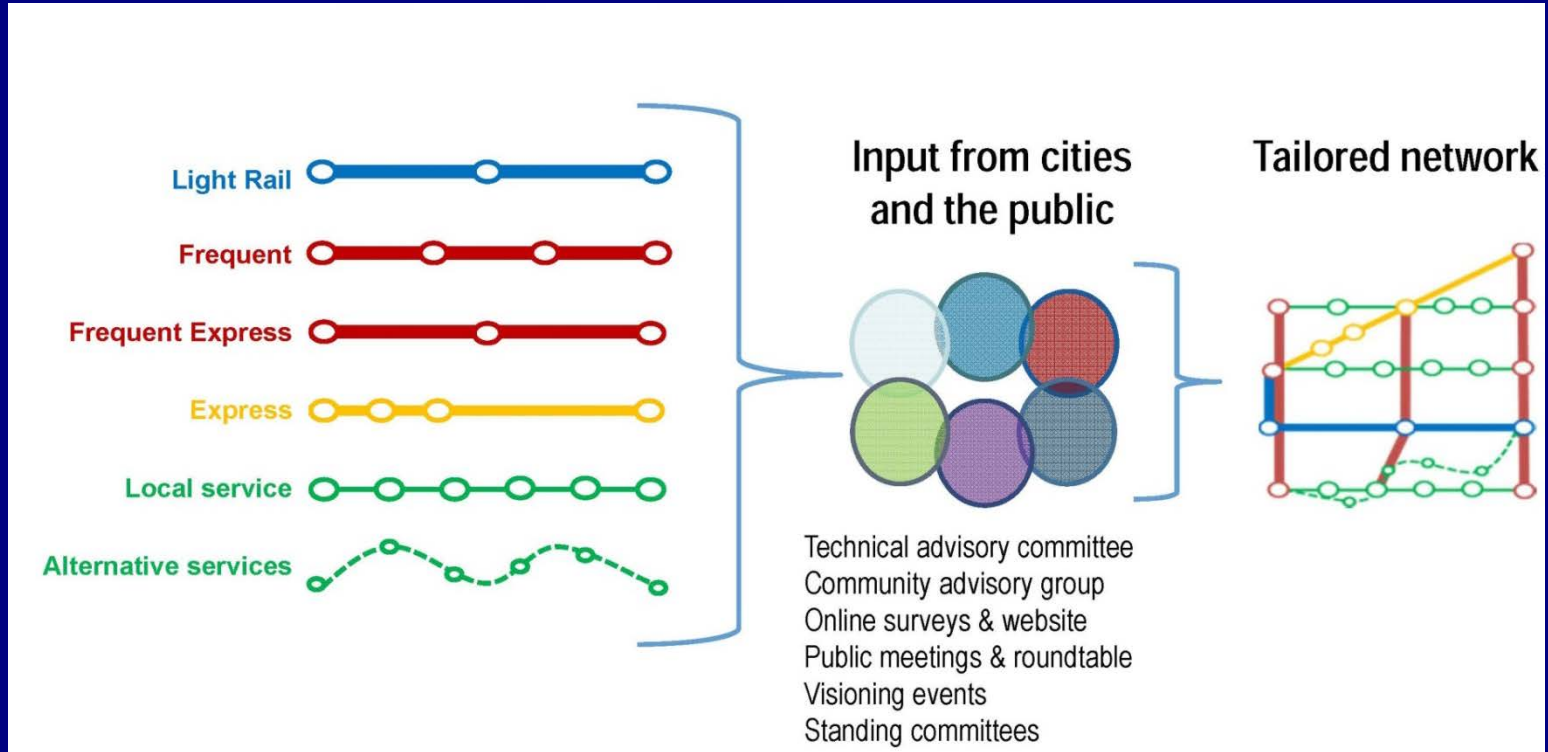 Light Rail
Frequent
Frequent Express
Express
Local service
Alternative services
Input from cities
and the public
Technical advisory committee
Community advisory group
Online surveys & website
Public meetings & roundtable
Visioning events
Standing committees
Tailored network